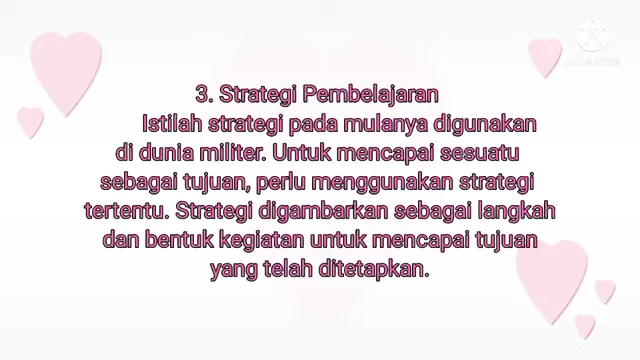 KINEMASTER
3. Strategi Pembelajaran
Istilah strategi pada mulanya digunakan
di dunia militer. Untuk mencapai sesuatu
sebagai tujuan, perlu menggunakan strategi
tertentu. Strategi digambarkan sebagai langkah
dan bentuk kegiatan untuk mencapai tujuan
yang telah ditetapkan.